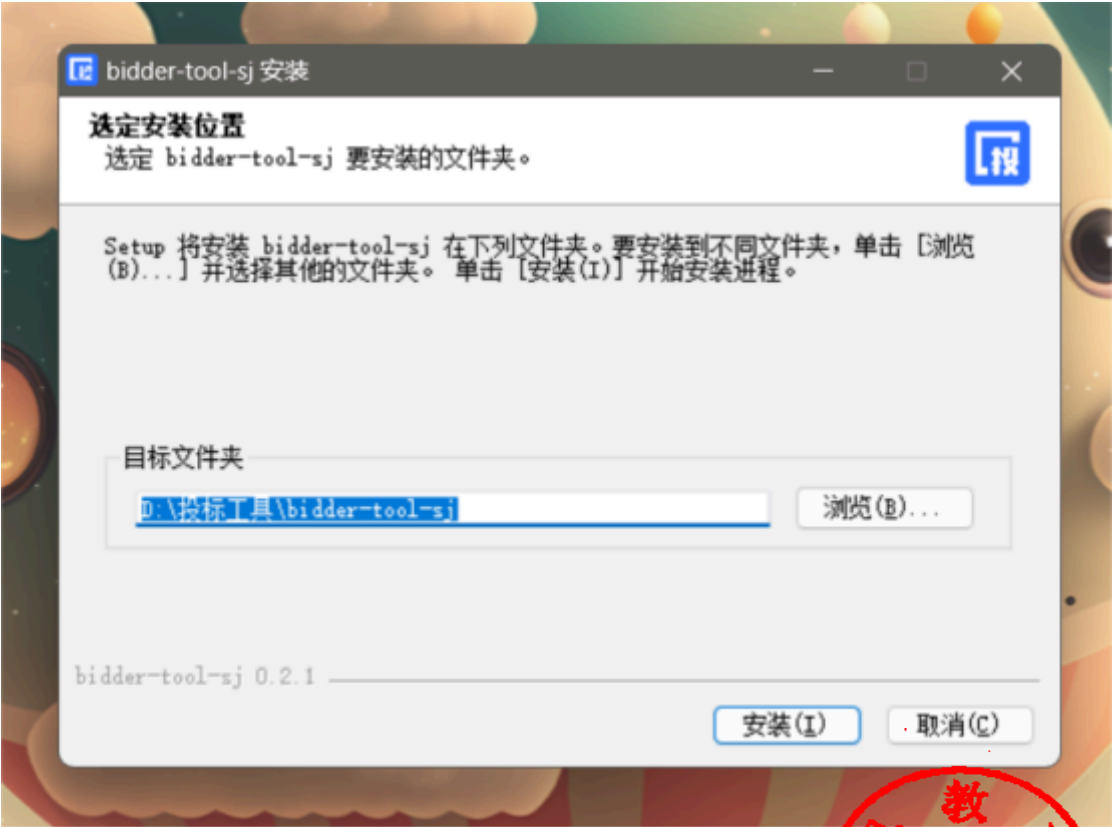 bidder-tool-sj 安装
选定安装位置
选定 bidder-tool-sj 要安装的文件夹。
投
Setup 将安装 bidder-tool-sj 在下列文件夹。要安装到不同文件夹，单击 [浏览
(B)...] 并选择其他的文件夹。 单击 [安装(I)] 开始安装进程。
目标文件夹
D:\投标工具\bidder-tool-sj
浏览(B)...
bidder-tool-sj 0.2.1
安装(I)
取消(C)
教